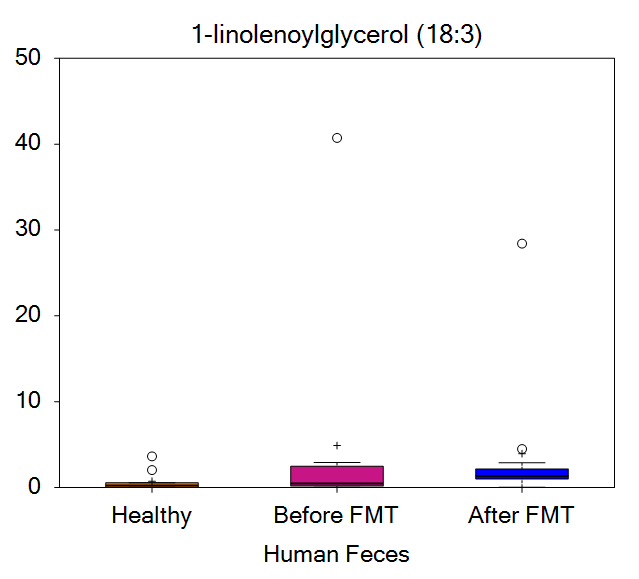 1-linolenoylglycerol (18:3)
50
40
30
20
10
0
Healthy Before FMT After FMT
Human Feces